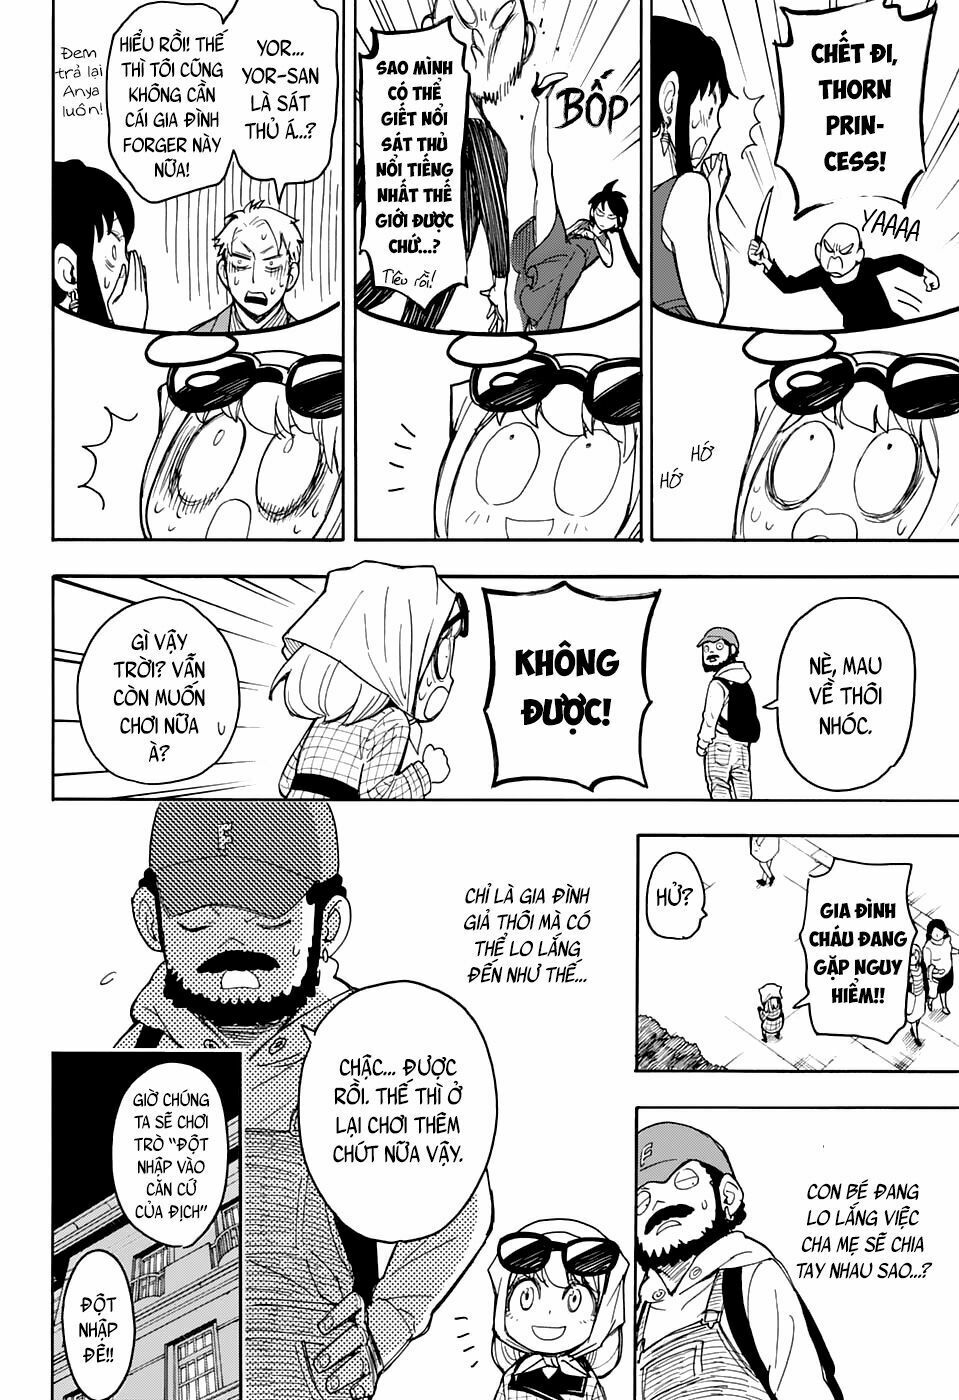 CHẾT ĐI,
THORN
PRIN-
CESS!
YAAAA
BỐP
SAO MÌNH
CÓ THỂ
GIẾT NỔI
SÁT THỦ
NỔI TIẾNG
NHẤT THẾ
GIỚI ĐƯỢC
CHỨ...?
Tiêu rồi!
YOR...
YOR-SAN
LÀ SÁT
THỦ Á...?
HIỂU RỒI! THẾ
THÌ TÔI CŨNG
KHÔNG CẦN
CÁI GIA ĐÌNH
FORGER NÀY
NỮA!
Đem
trả lại
Anya
luôn!
HỚ
HỚ
NÈ, MAU
VỀ THÔI
NHÓC.
KHÔNG
ĐƯỢC!
GÌ VẬY
TRỜI? VẪN
CÒN MUỐN
CHƠI NỮA
À?
GIA ĐÌNH
CHÁU ĐANG
GẶP NGUY
HIỂM!!
HỬ?
CON BÉ ĐANG
LO LẮNG VIỆC
CHA MẸ SẼ CHIA
TAY NHAU SAO...?
CHỈ LÀ GIA ĐÌNH
GIẢ THÔI MÀ CÓ
THỂ LO LẮNG
ĐẾN NHƯ THẾ...
F
F
CHẬC... ĐƯỢC
RỒI. THẾ THÌ Ở
LẠI CHƠI THÊM
CHÚT NỮA VẬY.
GIỜ CHÚNG
TA SẼ CHƠI
TRÒ "ĐỘT
NHẬP VÀO
CĂN CỨ
CỦA ĐỊCH"
ĐỘT
NHẬP
ĐÊ!!